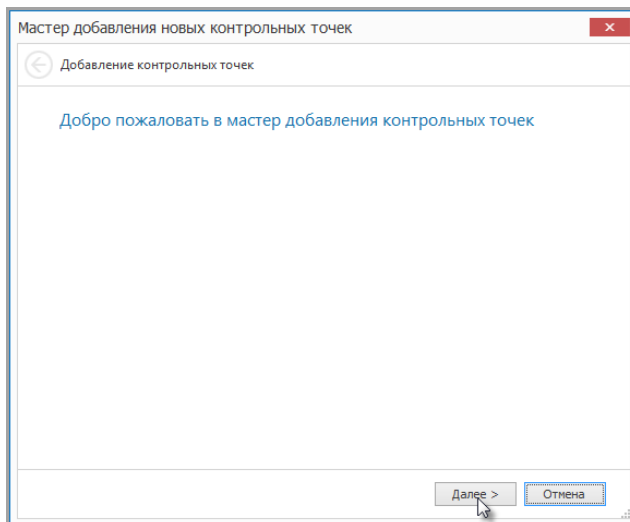 Мастер добавления новых контрольных точек
Добавление контрольных точек
Добро пожаловать в мастер добавления контрольных точек
Далее >
Отмена